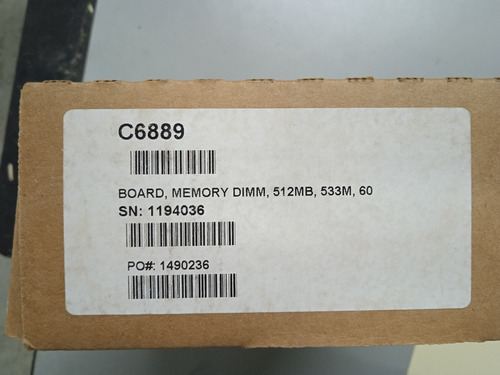 C6889
BOARD, MEMORY DIMM, 512MB, 533M, 60
SN: 1194036
PO#: 1490236